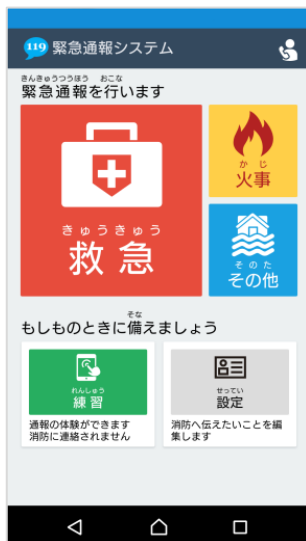 119 緊急通報システム
きんきゅうつうほう おこな
緊急通報を行います
きゅうきゅう
救急
かじ
火事
そのた
その他
そな
もしものときに備えましょう
れんしゅう
練習
通報の体験ができます
消防に連絡されません
せってい
設定
消防へ伝えたいことを編
集します